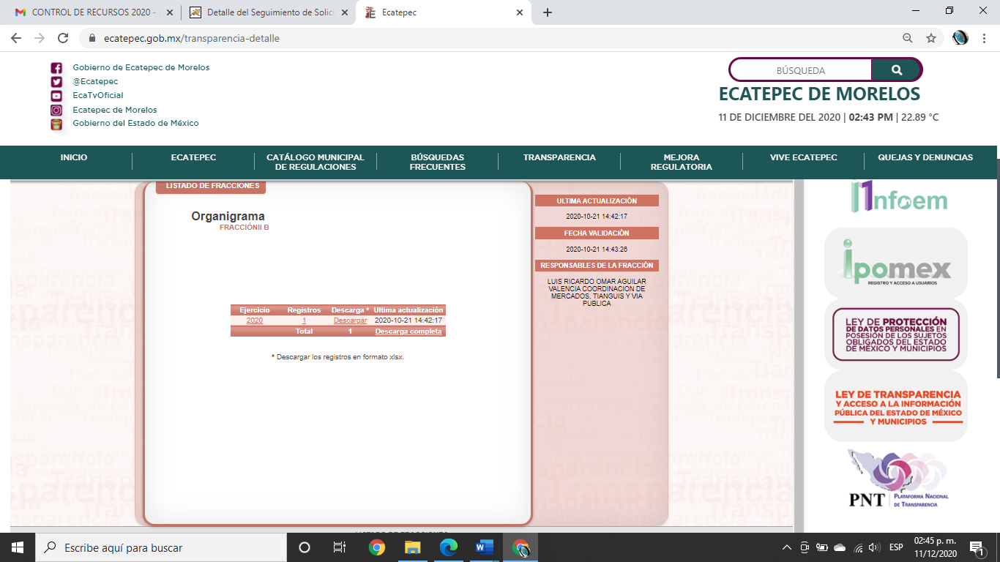 CONTROL DE RECURSOS 2020 -
Detalle del Seguimiento de Solici
Ecatepec
ecatepec.gob.mx/transparencia-detalle
Gobierno de Ecatepec de Morelos
@Ecatepec
EcaTvOficial
Ecatepec de Morelos
Gobierno del Estado de México
BÚSQUEDA
ECATEPEC DE MORELOS
11 DE DICIEMBRE DEL 2020 | 02:43 PM | 22.89 °C
INICIO
ECATEPEC
CATÁLOGO MUNICIPAL
DE REGULACIONES
BÚSQUEDAS
FRECUENTES
TRANSPARENCIA
MEJORA
REGULATORIA
VIVE ECATEPEC
QUEJAS Y DENUNCIAS
LISTADO DE FRACCIONES
Organigrama
FRACCIÓNII B
Ejercicio Registros Descarga * Ultima actualización
2020 1 Descargar 2020-10-21 14:42:17
Total 1 Descarga completa
* Descargar los registros en formato xlsx.
ULTIMA ACTUALIZACIÓN
2020-10-21 14:42:17
FECHA VALIDACIÓN
2020-10-21 14:43:26
RESPONSABLES DE LA FRACCIÓN
LUIS RICARDO OMAR AGUILAR
VALENCIA COORDINACION DE
MERCADOS, TIANGUIS Y VIA
PUBLICA
Infoem
ipomex
REGISTRO Y ACCESO A USUARIOS
LEY DE PROTECCIÓN
DE DATOS PERSONALES EN
POSESIÓN DE LOS SUJETOS
OBLIGADOS DEL ESTADO
DE MÉXICO Y MUNICIPIOS
LEY DE TRANSPARENCIA
Y ACCESO A LA INFORMACIÓN
PÚBLICA DEL ESTADO DE MÉXICO
Y MUNICIPIOS
PNT PLATAFORMA NACIONAL
DE TRANSPARENCIA
Escribe aquí para buscar
ESP
02:45 p. m.
11/12/2020
1